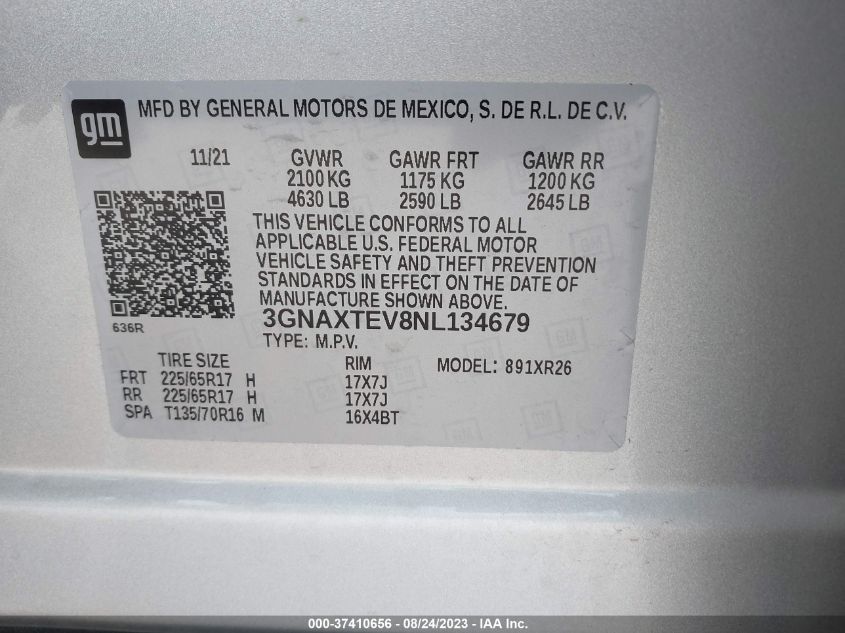 gm
MFD BY GENERAL MOTORS DE MEXICO, S. DE R.L. DE C.V.
11/21 GVWR GAWR FRT GAWR RR
2100 KG 1175 KG 1200 KG
4630 LB 2590 LB 2645 LB
THIS VEHICLE CONFORMS TO ALL
APPLICABLE U.S. FEDERAL MOTOR
VEHICLE SAFETY AND THEFT PREVENTION
STANDARDS IN EFFECT ON THE DATE OF
MANUFACTURE SHOWN ABOVE.
3GNAXTEV8NL134679
636R
TYPE: M.P.V.
TIRE SIZE RIM MODEL: 891XR26
FRT 225/65R17 H 17X7J
RR 225/65R17 H 17X7J
SPA T135/70R16 M 16X4BT
000-37410656 - 08/24/2023 - IAA Inc.